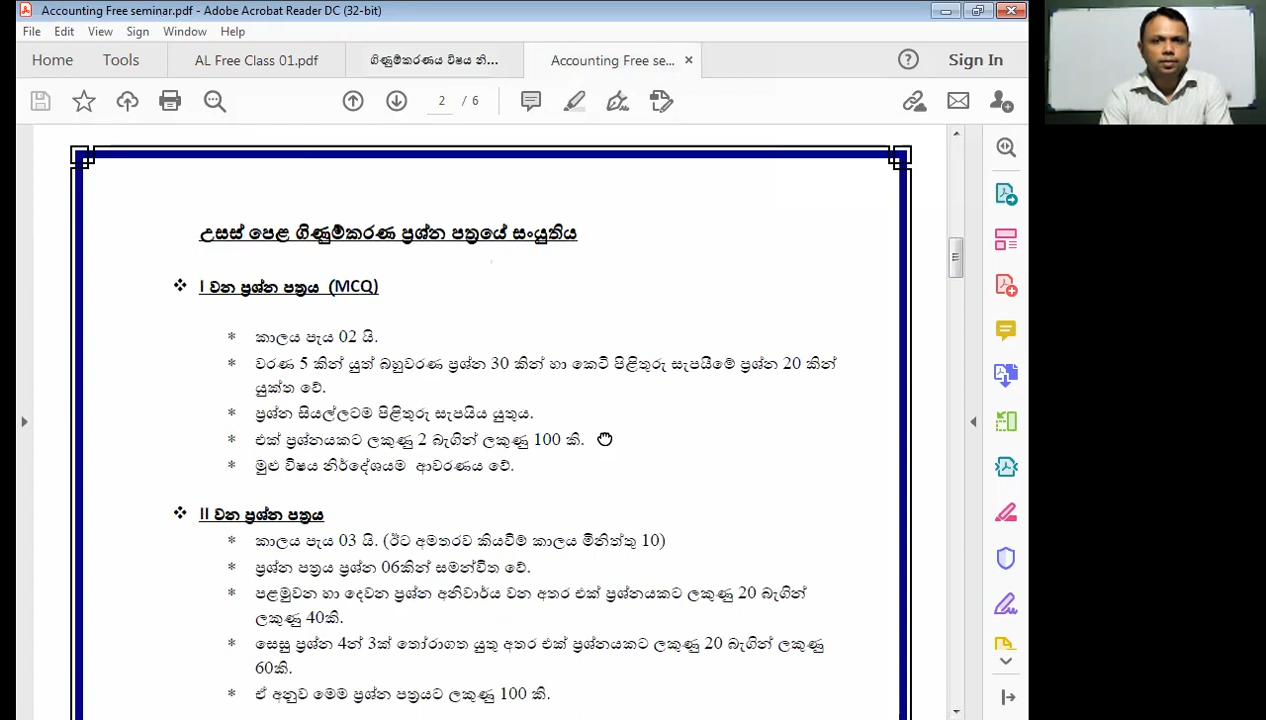 Accounting Free seminar.pdf - Adobe Acrobat Reader DC (32-bit)
File Edit View Sign Window Help
Home Tools AL Free Class 01.pdf ගිණුම්කරණය විෂය නි... Accounting Free se... × Sign In
2 / 6
උසස් පෙළ ගිණුම්කරණ ප්‍රශ්න පත්‍රයේ සංයුතිය
❖ I වන ප්‍රශ්න පත්‍රය (MCQ)
* කාලය පැය 02 යි.
* වරණ 5 කින් යුත් බහුවරණ ප්‍රශ්න 30 කින් හා කෙටි පිළිතුරු සැපයීමේ ප්‍රශ්න 20 කින්
යුක්ත වේ.
* ප්‍රශ්න සියල්ලටම පිළිතුරු සැපයිය යුතුය.
* එක් ප්‍රශ්නයකට ලකුණු 2 බැගින් ලකුණු 100 කි.
* මුළු විෂය නිර්දේශයම ආවරණය වේ.
❖ II වන ප්‍රශ්න පත්‍රය
* කාලය පැය 03 යි. (ඊට අමතරව කියවීම් කාලය මිනිත්තු 10)
* ප්‍රශ්න පත්‍රය ප්‍රශ්න 06කින් සමන්විත වේ.
* පළමුවන හා දෙවන ප්‍රශ්න අනිවාර්ය වන අතර එක් ප්‍රශ්නයකට ලකුණු 20 බැගින්
ලකුණු 40කි.
* සෙසු ප්‍රශ්න 4න් 3ක් තෝරාගත යුතු අතර එක් ප්‍රශ්නයකට ලකුණු 20 බැගින් ලකුණු
60කි.
* ඒ අනුව මෙම ප්‍රශ්න පත්‍රයට ලකුණු 100 කි.